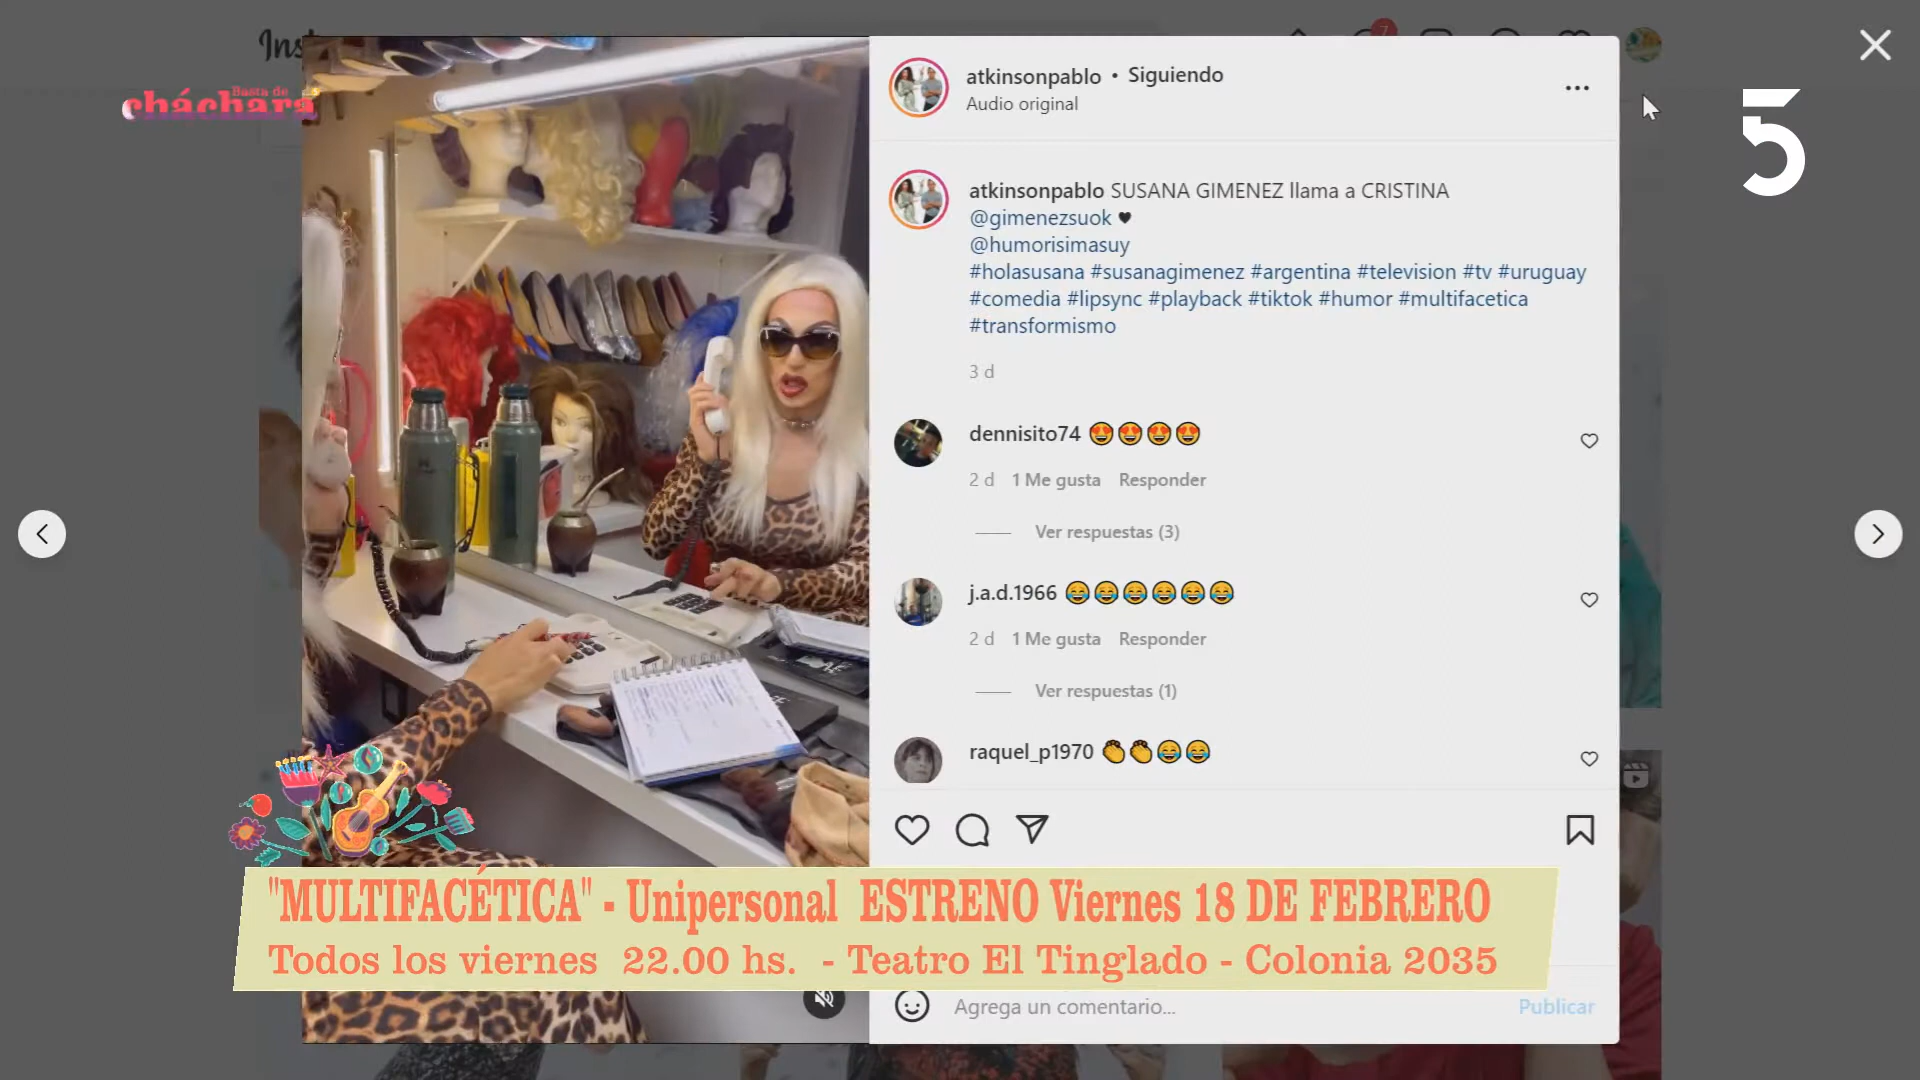 Inst
7
Basta de
cháchara
5
atkinsonpablo • Siguiendo
Audio original
atkinsonpablo SUSANA GIMENEZ llama a CRISTINA
@gimenezsuok 🖤
@humorisimasuy
#holasusana #susanagimenez #argentina #television #tv #uruguay
#comedia #lipsync #playback #tiktok #humor #multifacetica
#transformismo
3 d
dennisito74 😍😍😍😍
2 d 1 Me gusta Responder
Ver respuestas (3)
j.a.d.1966 😂😂😂😂😂😂
2 d 1 Me gusta Responder
Ver respuestas (1)
raquel_p1970 👏👏😂😂
"MULTIFACÉTICA" - Unipersonal ESTRENO Viernes 18 DE FEBRERO
Todos los viernes 22.00 hs. - Teatro El Tinglado - Colonia 2035
Agrega un comentario...
Publicar